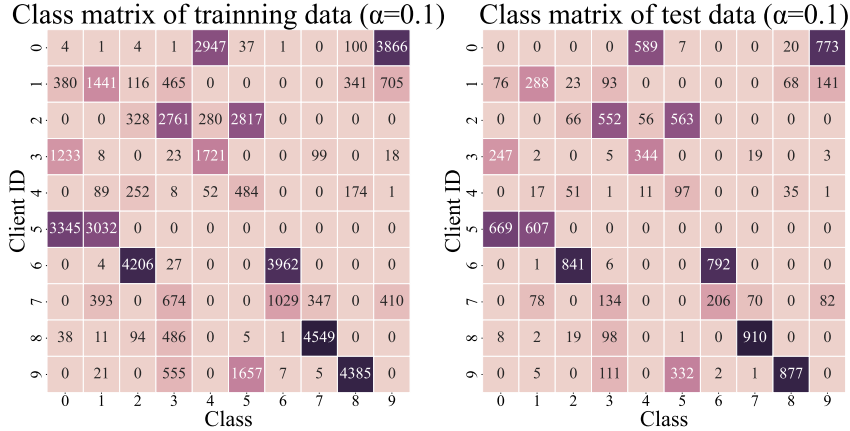 Class matrix of trainning data (α=0.1)
0 4 1 4 1 2947 37 1 0 100 3866
1 380 1441 116 465 0 0 0 0 341 705
2 0 0 328 2761 280 2817 0 0 0 0
3 1233 8 0 23 1721 0 0 99 0 18
4 0 89 252 8 52 484 0 0 174 1
5 3345 3032 0 0 0 0 0 0 0 0
6 0 4 4206 27 0 0 3962 0 0 0
7 0 393 0 674 0 0 1029 347 0 410
8 38 11 94 486 0 5 1 4549 0 0
9 0 21 0 555 0 1657 7 5 4385 0
0 1 2 3 4 5 6 7 8 9
Class
Client ID
Class matrix of test data (α=0.1)
0 0 0 0 0 589 7 0 0 20 773
1 76 288 23 93 0 0 0 0 68 141
2 0 0 66 552 56 563 0 0 0 0
3 247 2 0 5 344 0 0 19 0 3
4 0 17 51 1 11 97 0 0 35 1
5 669 607 0 0 0 0 0 0 0 0
6 0 1 841 6 0 0 792 0 0 0
7 0 78 0 134 0 0 206 70 0 82
8 8 2 19 98 0 1 0 910 0 0
9 0 5 0 111 0 332 2 1 877 0
0 1 2 3 4 5 6 7 8 9
Class
Client ID